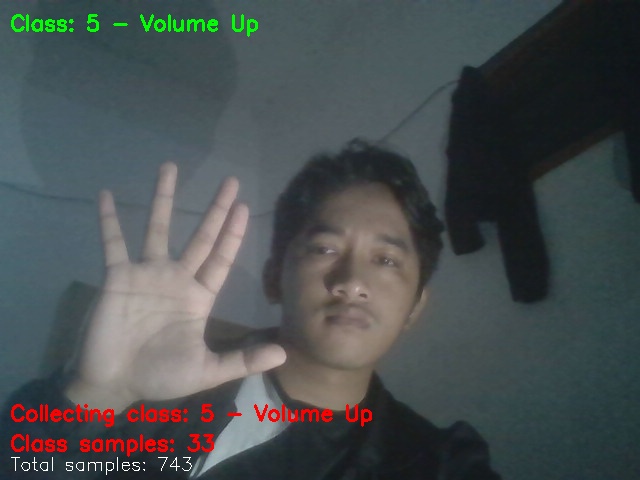 Class: 5 - Volume Up
Collecting class: 5 - Volume Up
Class samples: 33
Total samples: 743